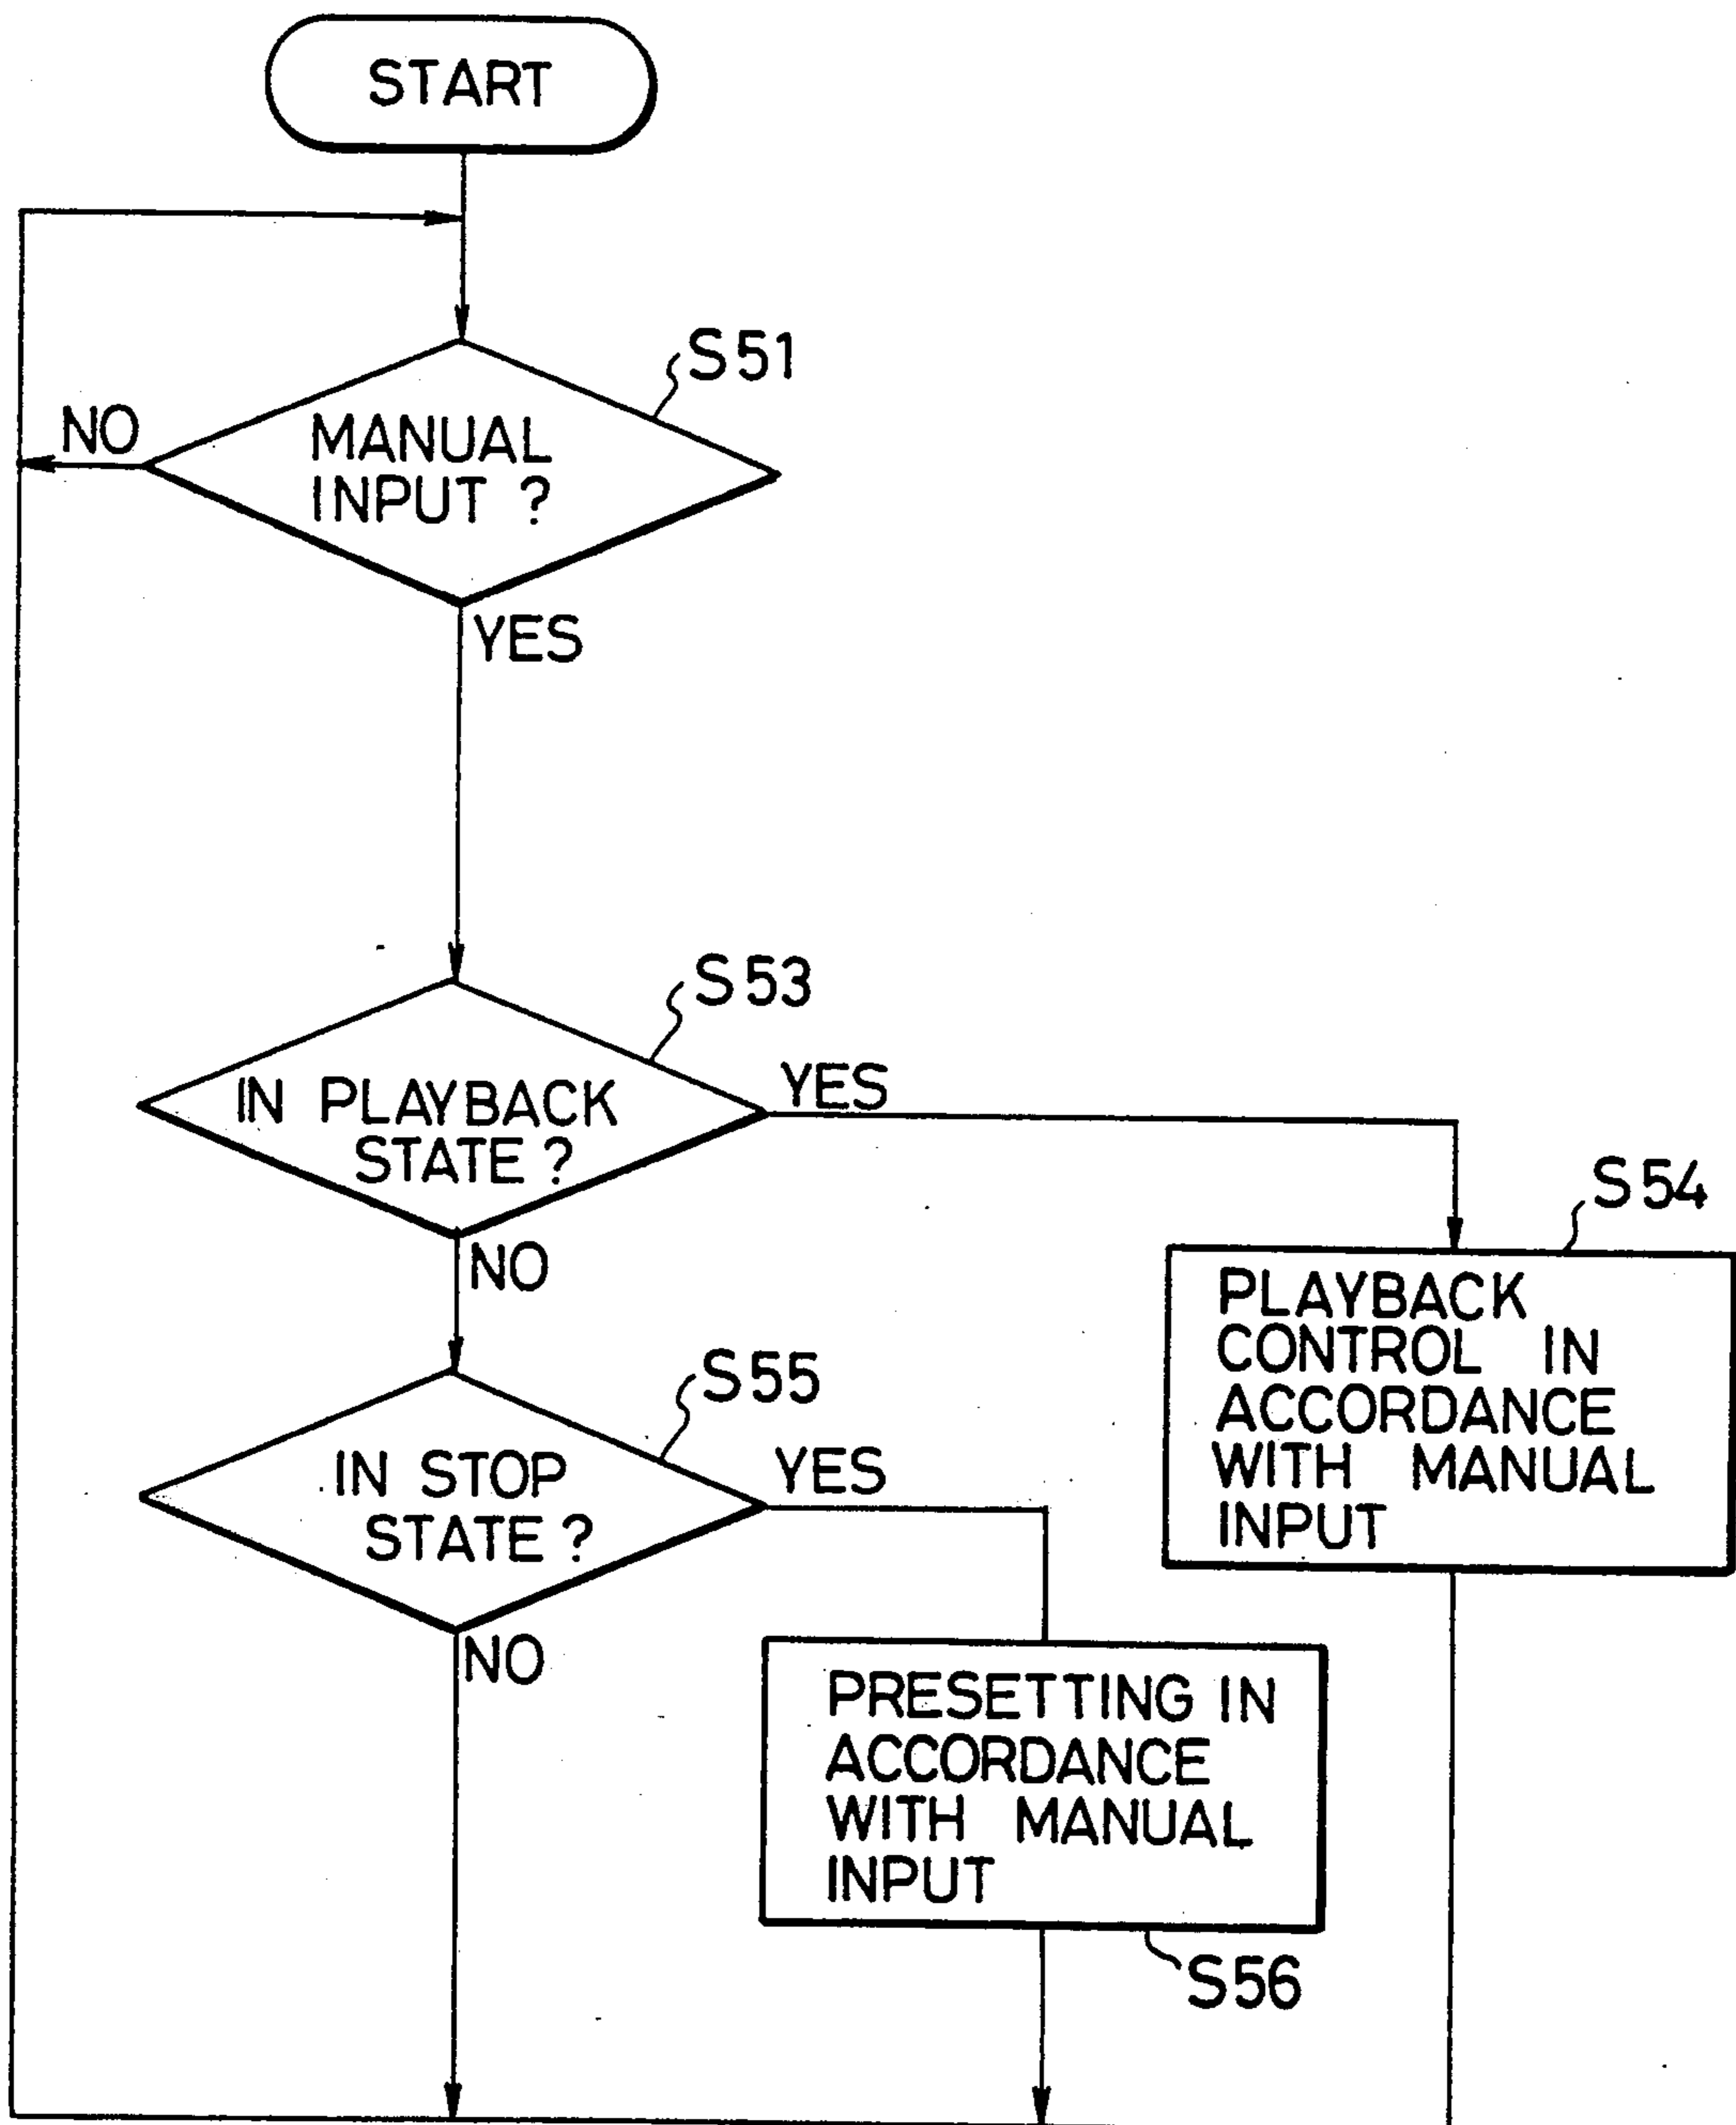 START
S51
NO
MANUAL
INPUT ?
YES
S53
IN PLAYBACK
STATE ?
YES
NO
S54
PLAYBACK
CONTROL IN
ACCORDANCE
WITH MANUAL
INPUT
S55
IN STOP
STATE ?
YES
NO
PRESETTING IN
ACCORDANCE
WITH MANUAL
INPUT
S56